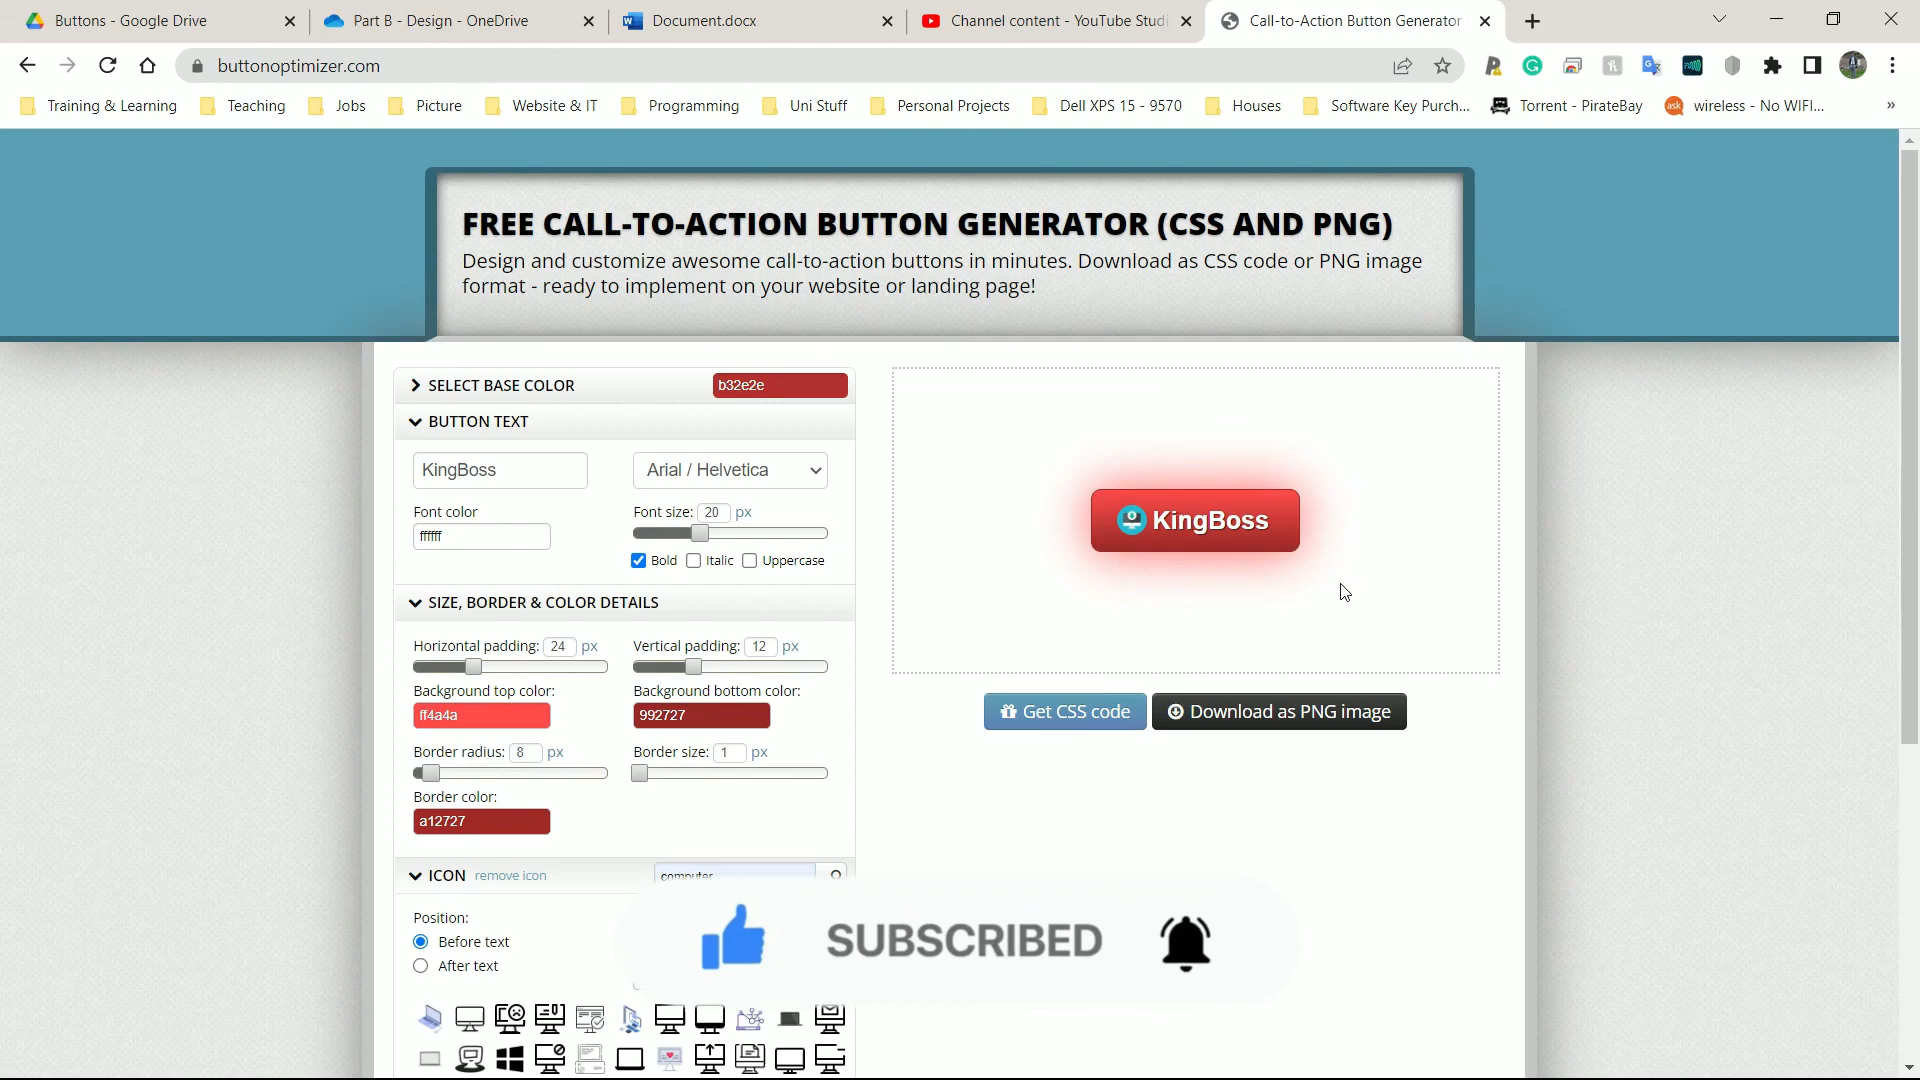 Buttons - Google Drive
Part B - Design - OneDrive
Document.docx
Channel content - YouTube Studi
Call-to-Action Button Generator
buttonoptimizer.com
Training & Learning
Teaching
Jobs
Picture
Website & IT
Programming
Uni Stuff
Personal Projects
Dell XPS 15 - 9570
Houses
Software Key Purch...
Torrent - PirateBay
ask
wireless - No WIFI...
»
FREE CALL-TO-ACTION BUTTON GENERATOR (CSS AND PNG)
Design and customize awesome call-to-action buttons in minutes. Download as CSS code or PNG image
format - ready to implement on your website or landing page!
SELECT BASE COLOR
b32e2e
BUTTON TEXT
KingBoss
Arial / Helvetica
Font color
ffffff
Font size: 20 px
Bold
Italic
Uppercase
SIZE, BORDER & COLOR DETAILS
Horizontal padding: 24 px
Vertical padding: 12 px
Background top color:
ff4a4a
Background bottom color:
992727
Border radius: 8 px
Border size: 1 px
Border color:
a12727
ICON remove icon
computer
Position:
Before text
After text
KingBoss
Get CSS code
Download as PNG image
SUBSCRIBED